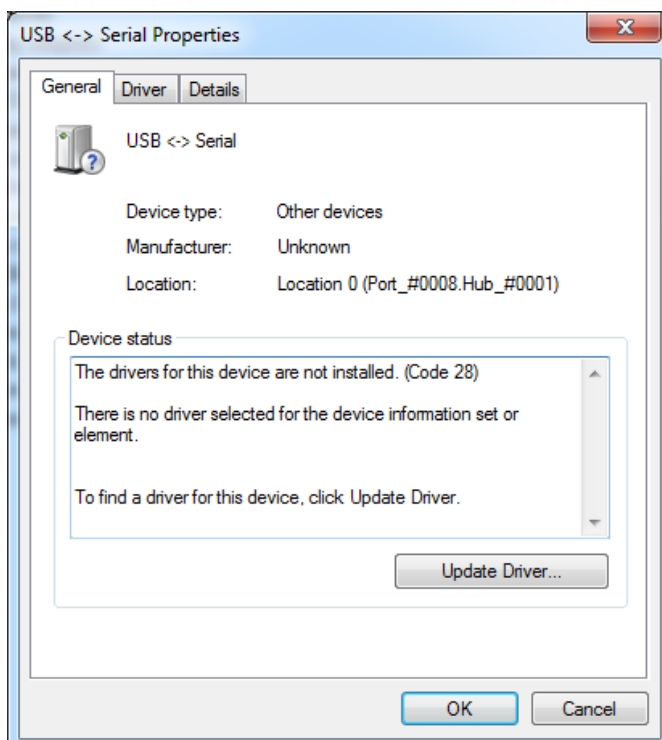 USB <-> Serial Properties
General Driver Details
USB <-> Serial
Device type: Other devices
Manufacturer: Unknown
Location: Location 0 (Port_#0008.Hub_#0001)
Device status
The drivers for this device are not installed. (Code 28)
There is no driver selected for the device information set or
element.
To find a driver for this device, click Update Driver.
Update Driver...
OK Cancel